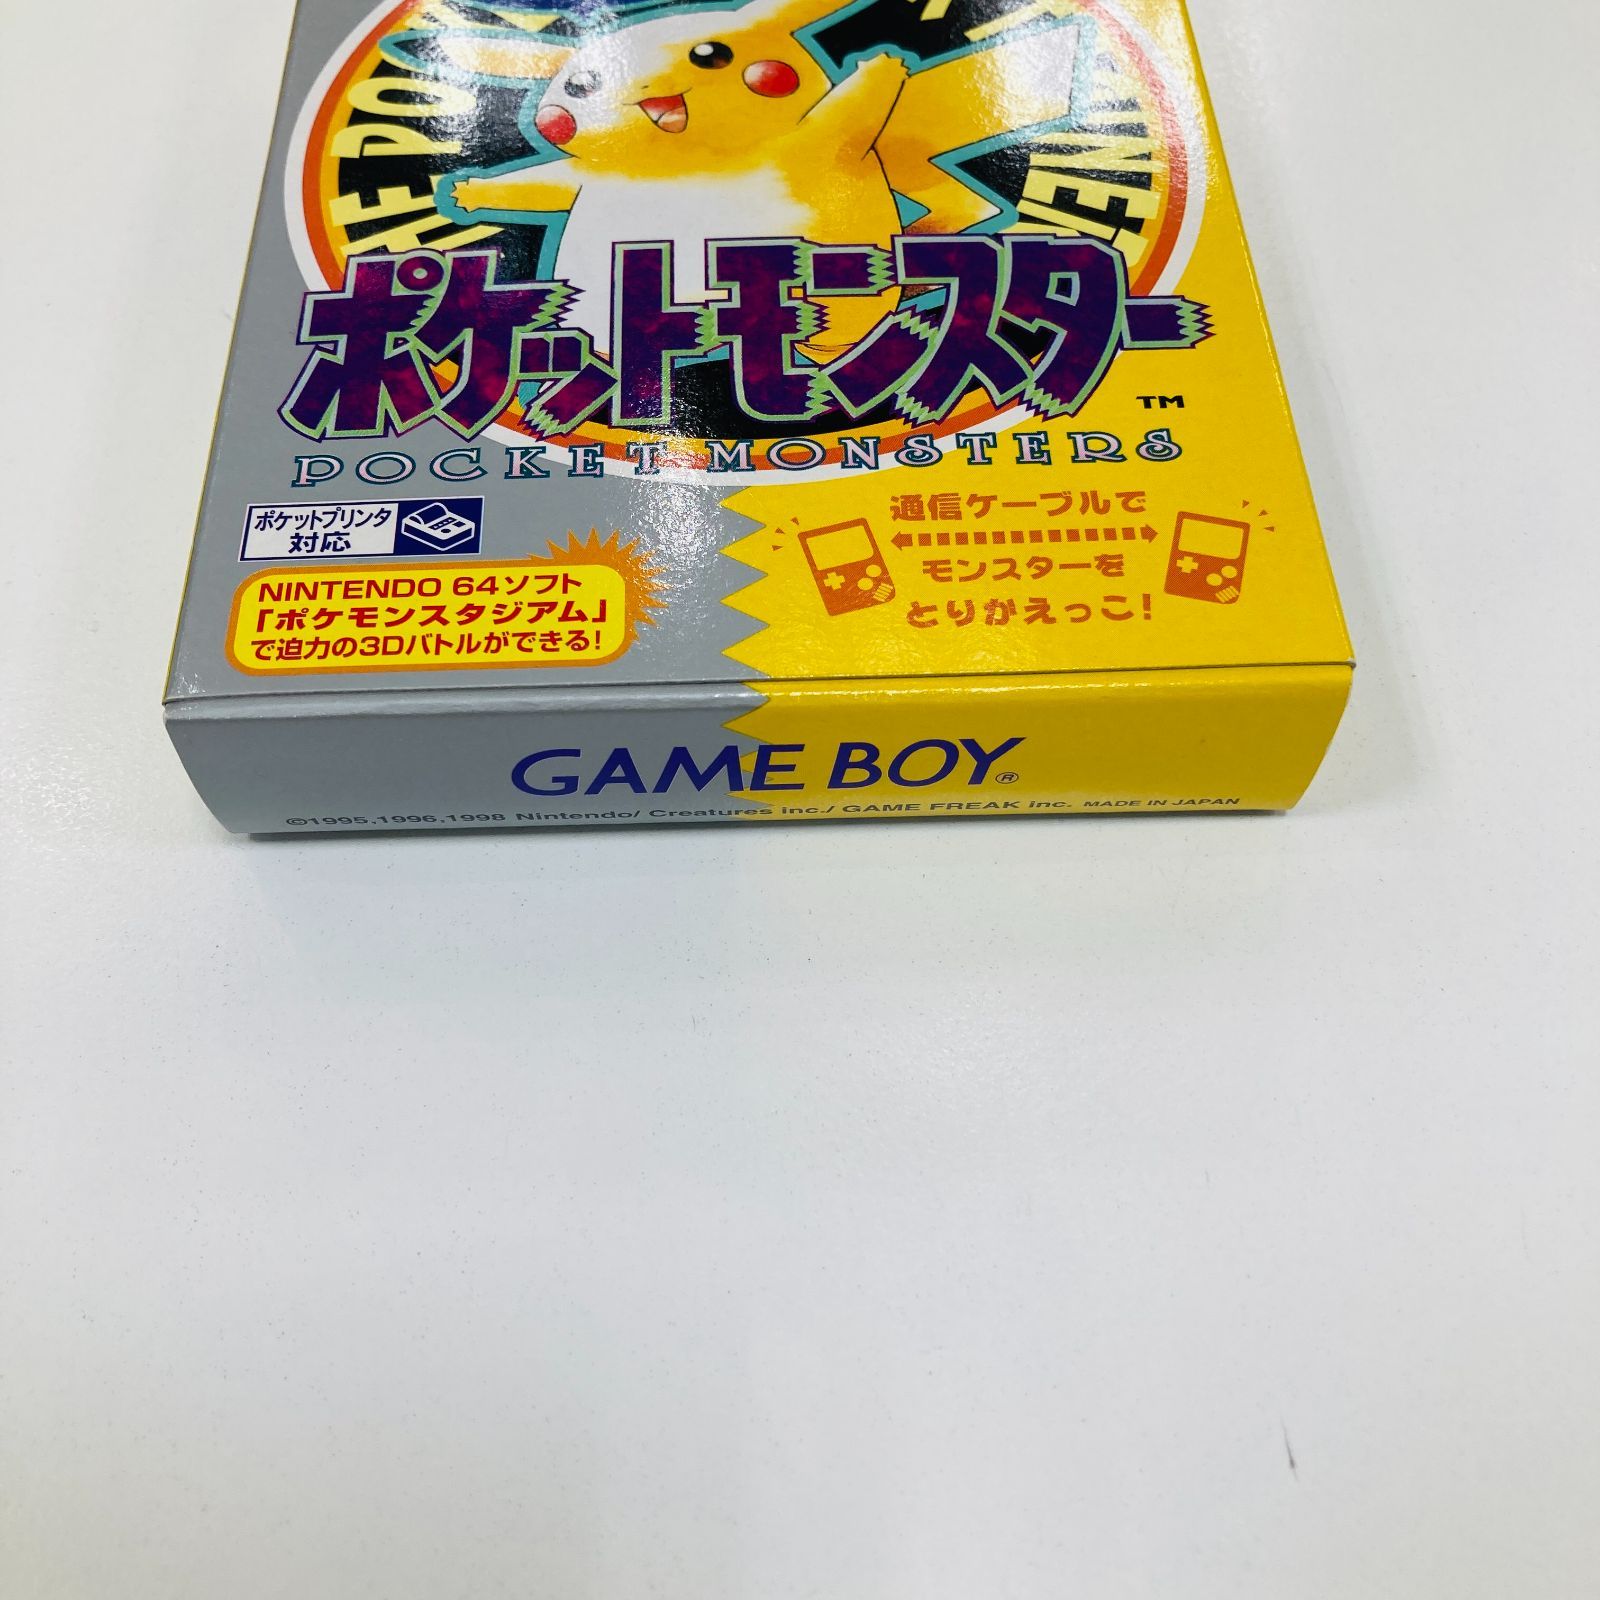 THE POC
INER
ポケットモンスター
TM
POCKET MONSTERS
ポケットプリンタ
対応
NINTENDO 64ソフト
「ポケモンスタジアム」
で迫力の3Dバトルができる!
通信ケーブルで
モンスターを
とりかえっこ!
GAME BOY®
©1995,1996,1998 Nintendo/ Creatures inc./ GAME FREAK inc. MADE IN JAPAN